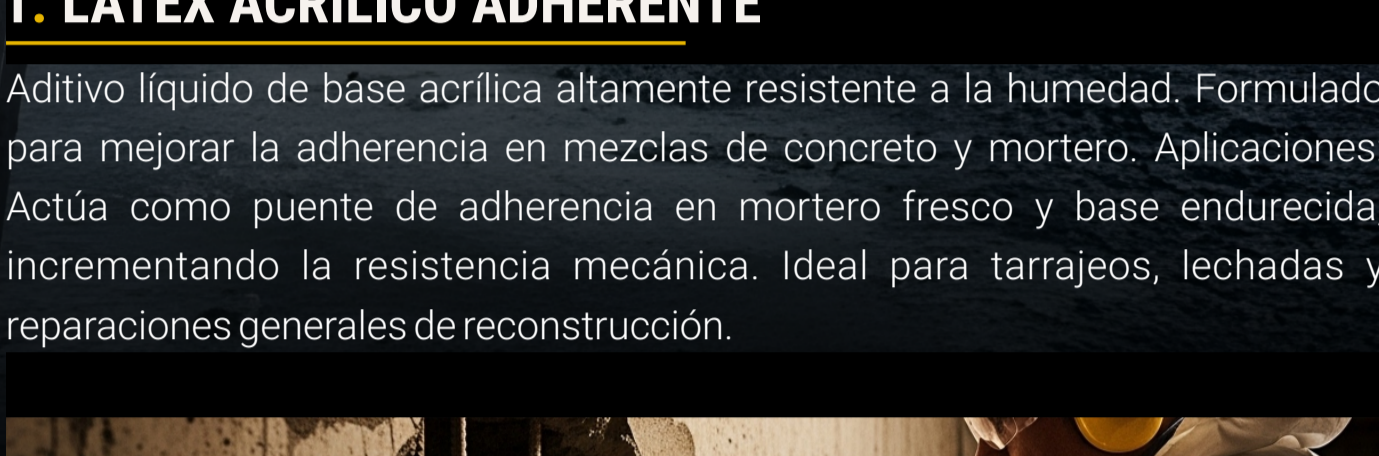 1. LÁTEX ACRÍLICO ADHERENTE
Aditivo líquido de base acrílica altamente resistente a la humedad. Formulado
para mejorar la adherencia en mezclas de concreto y mortero. Aplicaciones
Actúa como puente de adherencia en mortero fresco y base endurecida,
incrementando la resistencia mecánica. Ideal para tarrajeos, lechadas y
reparaciones generales de reconstrucción.